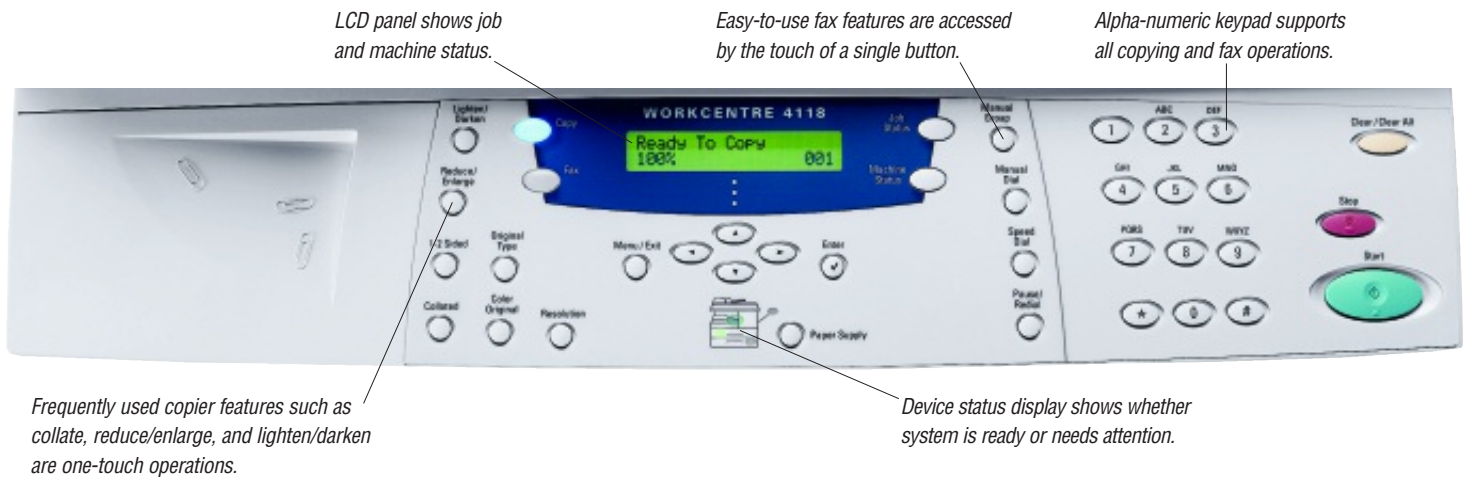 LCD panel shows job
and machine status.
Easy-to-use fax features are accessed
by the touch of a single button.
Alpha-numeric keypad supports
all copying and fax operations.
Lighten/
Darken
Copy
WORKCENTRE 4118
Job
Status
Manual
Group
ABC
DEF
1
2
3
Clear/Clear All
Ready To Copy
100% 001
Reduce/
Enlarge
Fax
Machine
Status
Manual
Dial
GHI
JKL
MNO
4
5
6
Stop
1-2 Sided
Original
Type
Menu/Exit
Enter
Speed
Dial
PQRS
TUV
WXYZ
7
8
9
Start
Collated
Color
Original
Resolution
Paper Supply
Pause/
Redial
*
0
#
Frequently used copier features such as
collate, reduce/enlarge, and lighten/darken
are one-touch operations.
Device status display shows whether
system is ready or needs attention.